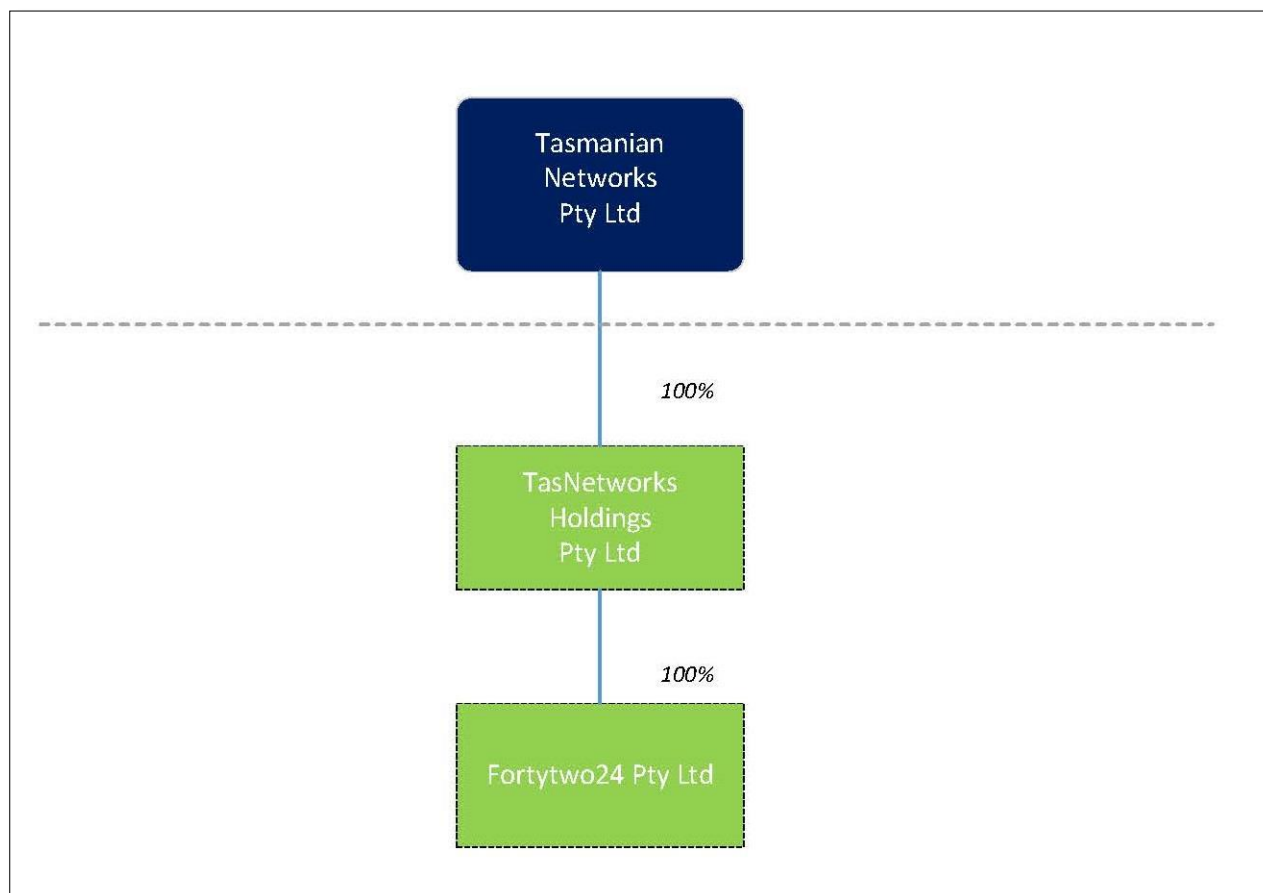 Tasmanian
Networks
Pty Ltd
100%
TasNetworks
Holdings
Pty Ltd
100%
Fortytwo24 Pty Ltd